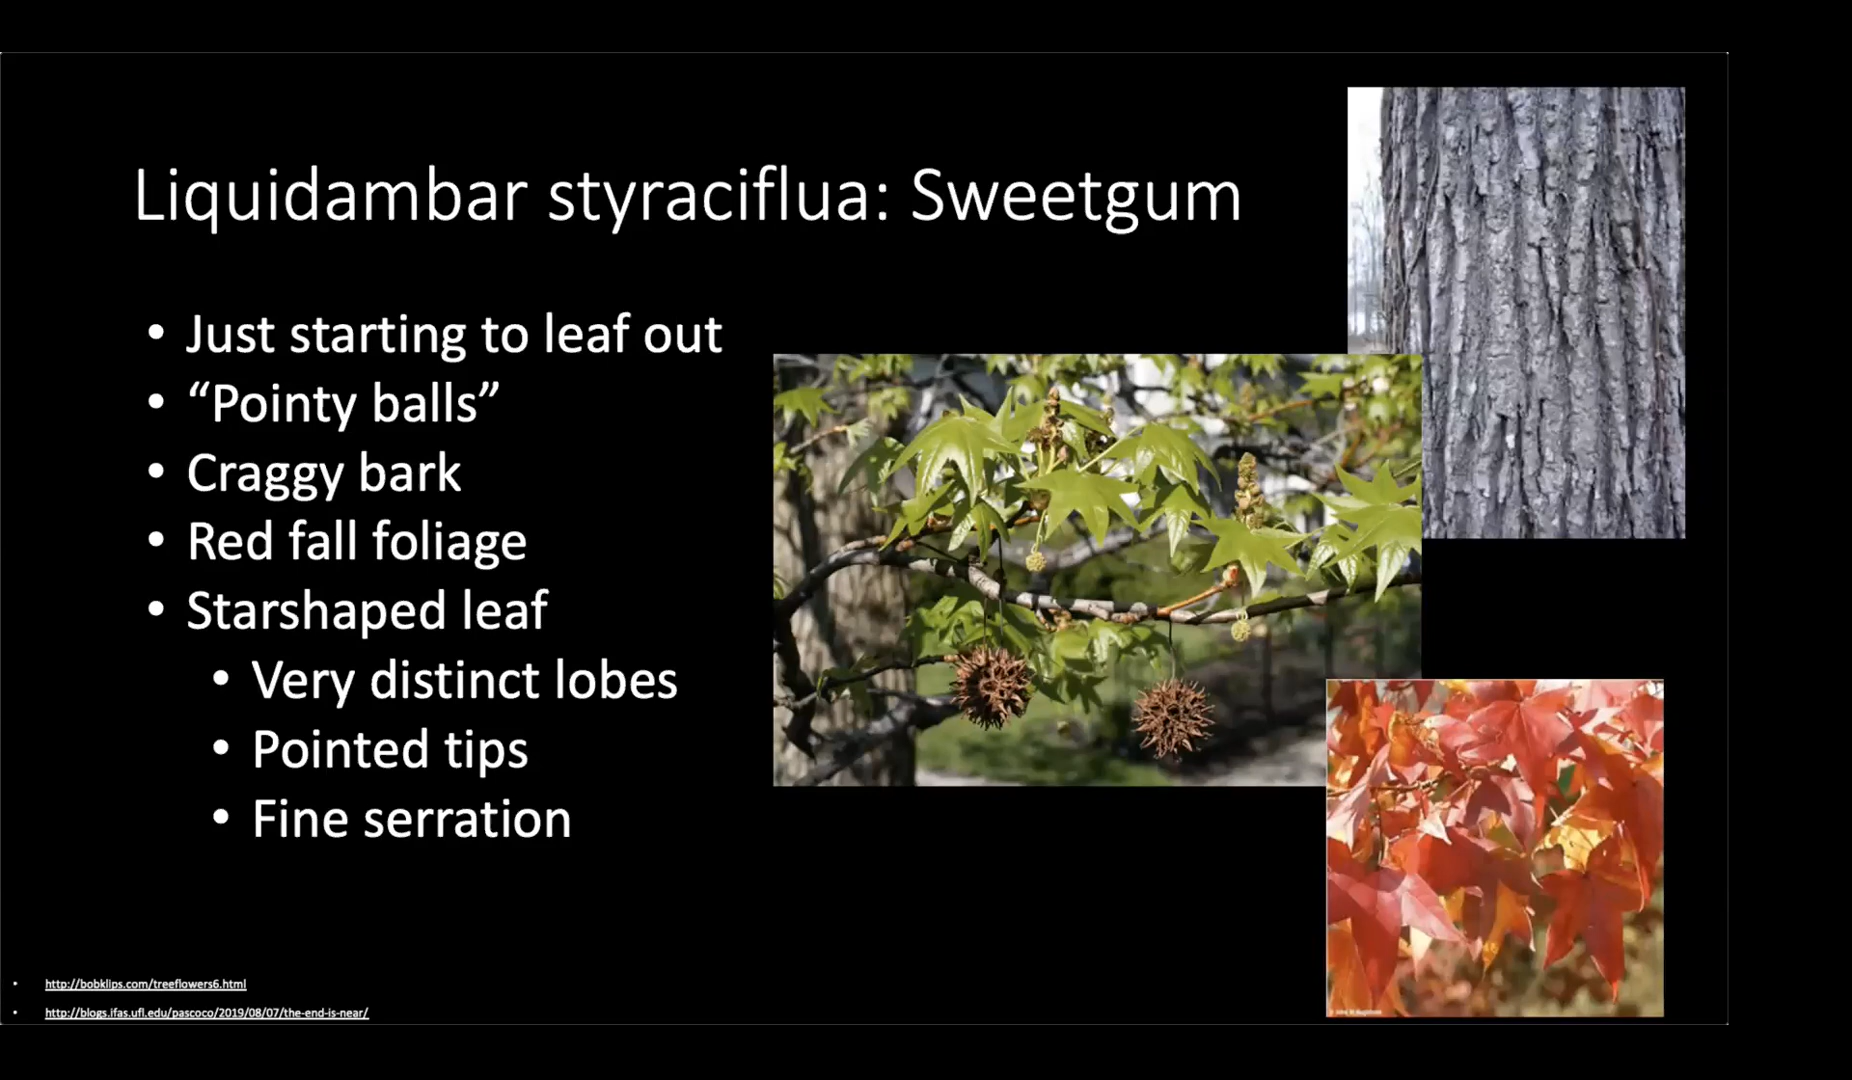 Liquidambar styraciflua: Sweetgum
• Just starting to leaf out
• “Pointy balls”
• Craggy bark
• Red fall foliage
• Starshaped leaf
• Very distinct lobes
• Pointed tips
• Fine serration
• http://bobklips.com/treeflowers6.html
• http://blogs.ifas.ufl.edu/pascoco/2019/08/07/the-end-is-near/